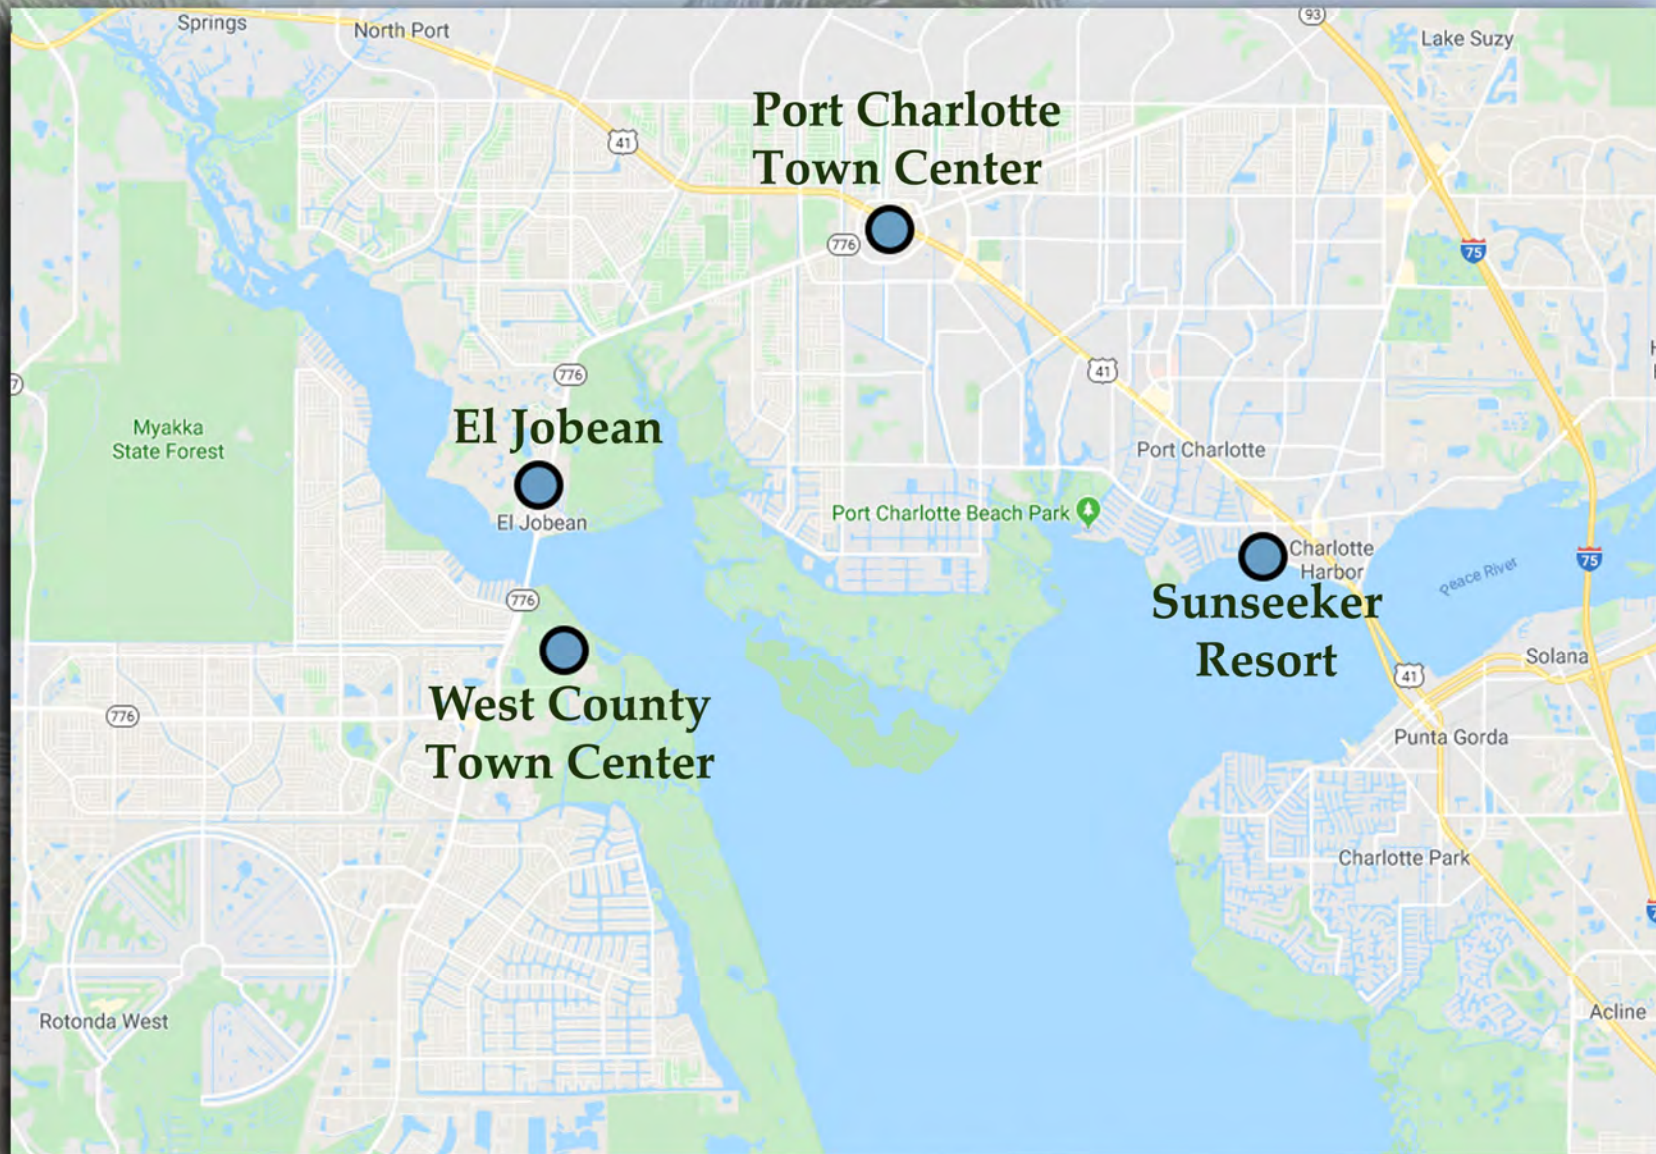 Springs
North Port
93
Lake Suzy
Port Charlotte
Town Center
41
776
75
776
41
Myakka
State Forest
El Jobean
Port Charlotte
El Jobean
Port Charlotte Beach Park
Charlotte
Harbor
75
Peace River
776
Sunseeker
Resort
Solana
41
West County
Town Center
776
Punta Gorda
Charlotte Park
Rotonda West
Acline